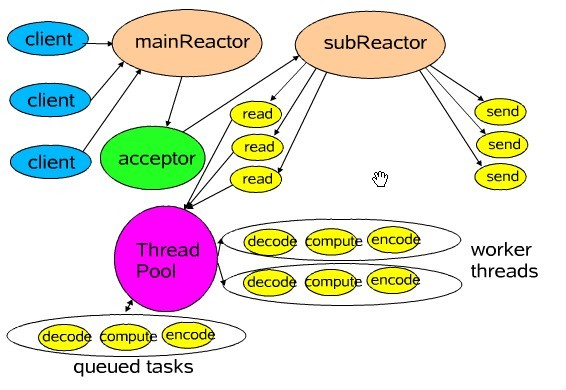 client
mainReactor
subReactor
client
read
send
client
acceptor
read
send
read
send
Thread
Pool
decode compute encode
worker
threads
decode compute encode
decode compute encode
queued tasks